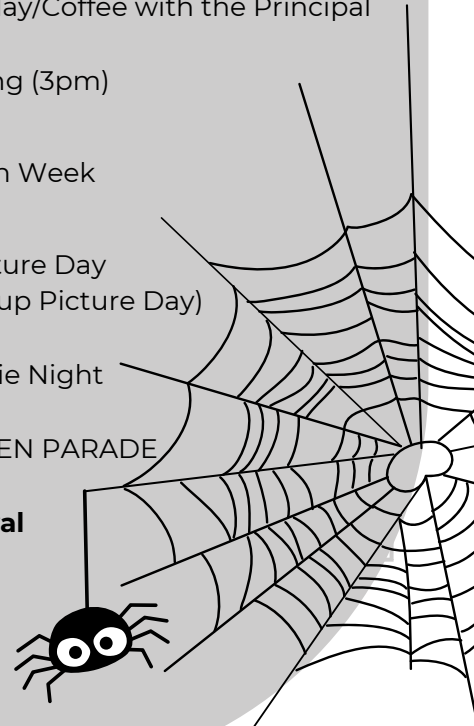 ay/Coffee with the Principal
ng (3pm)
n Week
ture Day
up Picture Day)
ie Night
EN PARADE
al